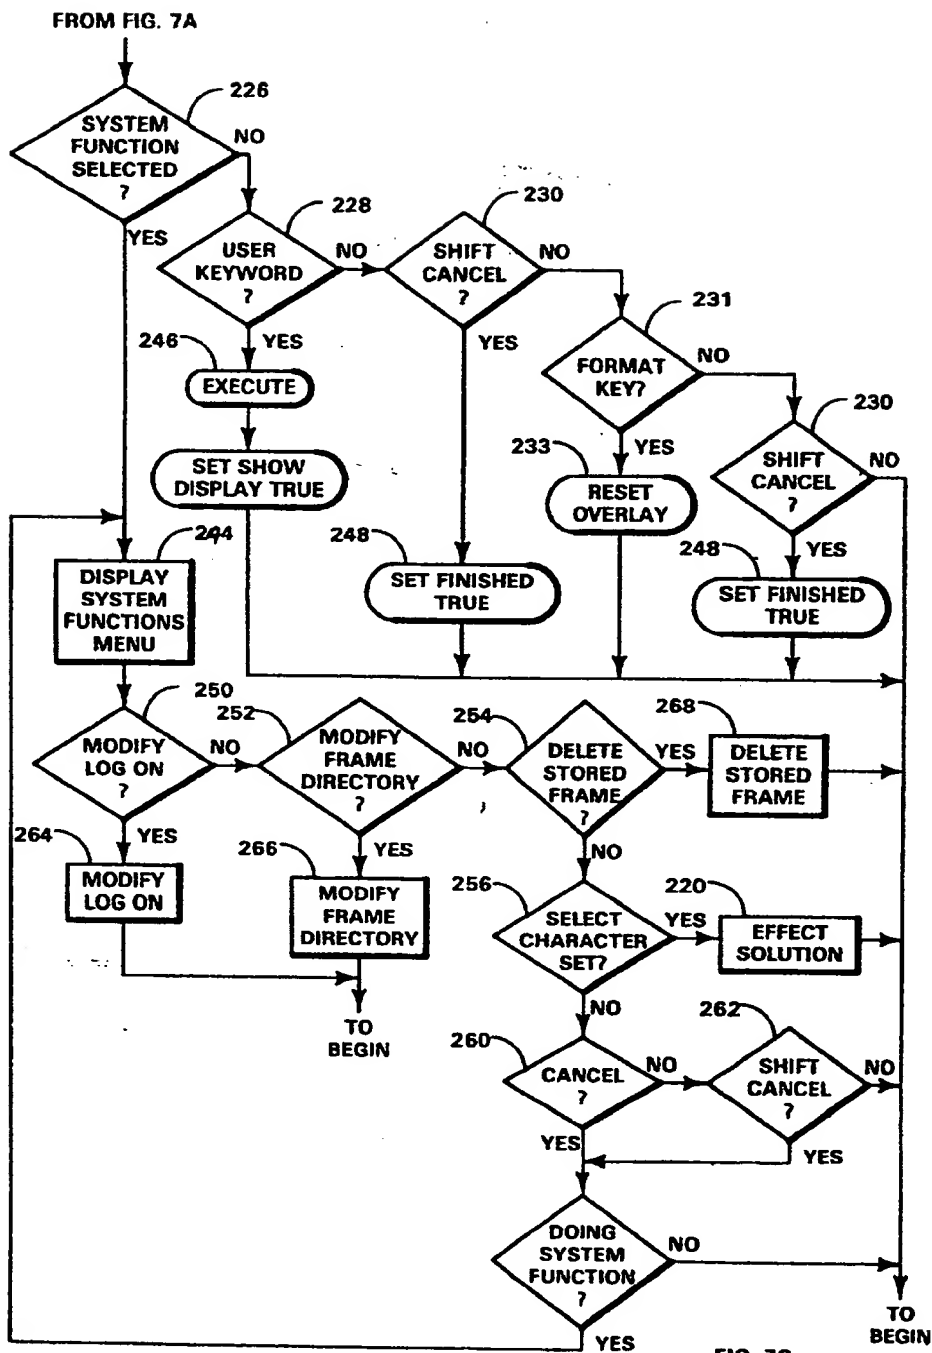 FROM FIG. 7A
226
SYSTEM
FUNCTION
SELECTED
?
NO
YES
228
USER
KEYWORD
?
NO
YES
230
SHIFT
CANCEL
?
NO
YES
231
FORMAT
KEY?
NO
YES
230
SHIFT
CANCEL
?
NO
YES
246
EXECUTE
SET SHOW
DISPLAY TRUE
233
RESET
OVERLAY
248
SET FINISHED
TRUE
248
SET FINISHED
TRUE
244
DISPLAY
SYSTEM
FUNCTIONS
MENU
250
MODIFY
LOG ON
?
NO
YES
252
MODIFY
FRAME
DIRECTORY
?
NO
YES
254
DELETE
STORED
FRAME
?
YES
NO
268
DELETE
STORED
FRAME
264
MODIFY
LOG ON
266
MODIFY
FRAME
DIRECTORY
TO
BEGIN
256
SELECT
CHARACTER
SET?
YES
NO
220
EFFECT
SOLUTION
260
CANCEL
?
NO
YES
262
SHIFT
CANCEL
?
NO
YES
DOING
SYSTEM
FUNCTION
?
NO
YES
TO
BEGIN